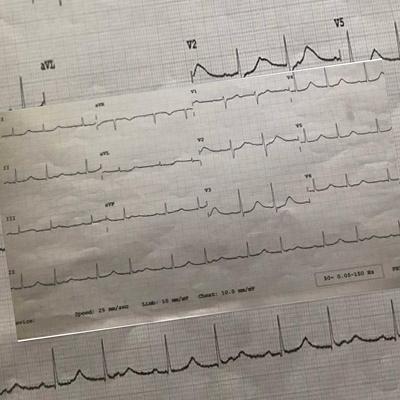 V5
V2
aVL
I
aVR
V1
V4
II
aVL
V2
V5
III
aVF
V3
V6
II
Speed: 25 mm/sec Limb: 10 mm/mV Chest: 10.0 mm/mV
50~ 0.05-150 Hz